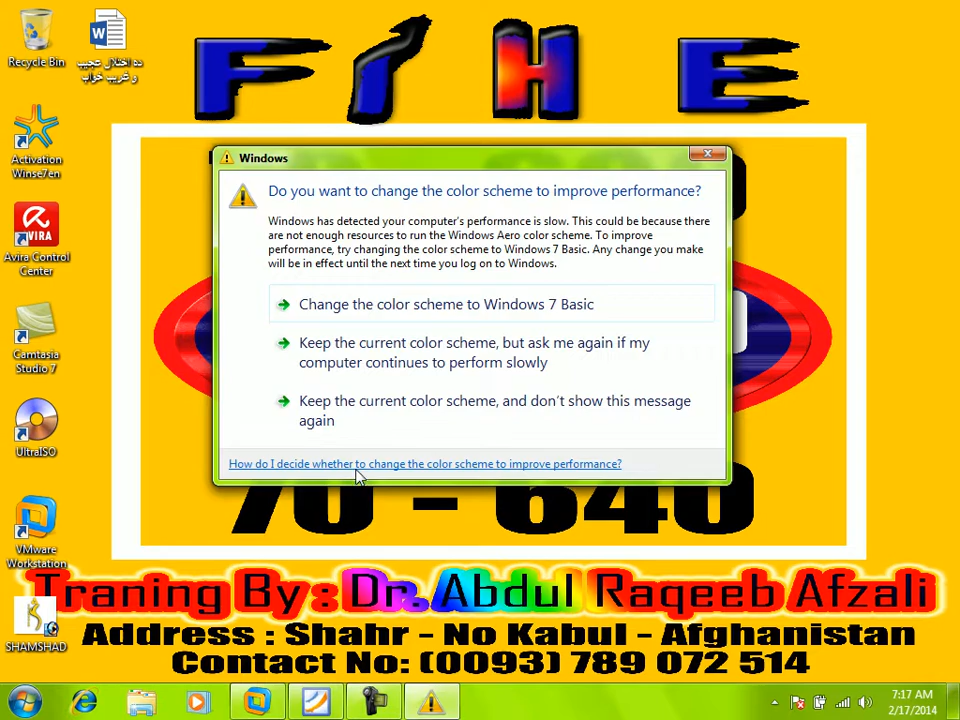 FIHE
Recycle Bin
ده اختلال عجیب
و غریب خواب
Activation
Winse7en
AVIRA
Avira Control
Center
Camtasia
Studio 7
UltraISO
VMware
Workstation
SHAMSHAD
Windows
Do you want to change the color scheme to improve performance?
Windows has detected your computer's performance is slow. This could be because there
are not enough resources to run the Windows Aero color scheme. To improve
performance, try changing the color scheme to Windows 7 Basic. Any change you make
will be in effect until the next time you log on to Windows.
Change the color scheme to Windows 7 Basic
Keep the current color scheme, but ask me again if my
computer continues to perform slowly
Keep the current color scheme, and don't show this message
again
How do I decide whether to change the color scheme to improve performance?
70 - 640
Traning By : Dr. Abdul Raqeeb Afzali
Address : Shahr - No Kabul - Afghanistan
Contact No: (0093) 789 072 514
7:17 AM
2/17/2014